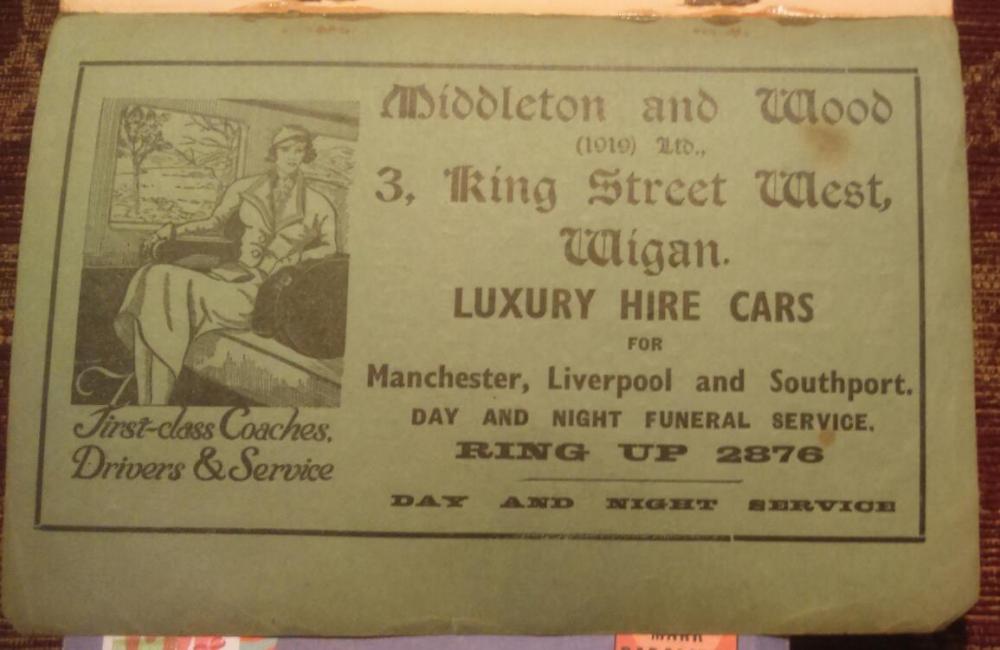 Middleton and Wood
(1919) Ltd.,
3, King Street West,
Wigan.
LUXURY HIRE CARS
FOR
Manchester, Liverpool and Southport.
DAY AND NIGHT FUNERAL SERVICE.
RING UP 2876
DAY AND NIGHT SERVICE
First-class Coaches,
Drivers & Service
MARK